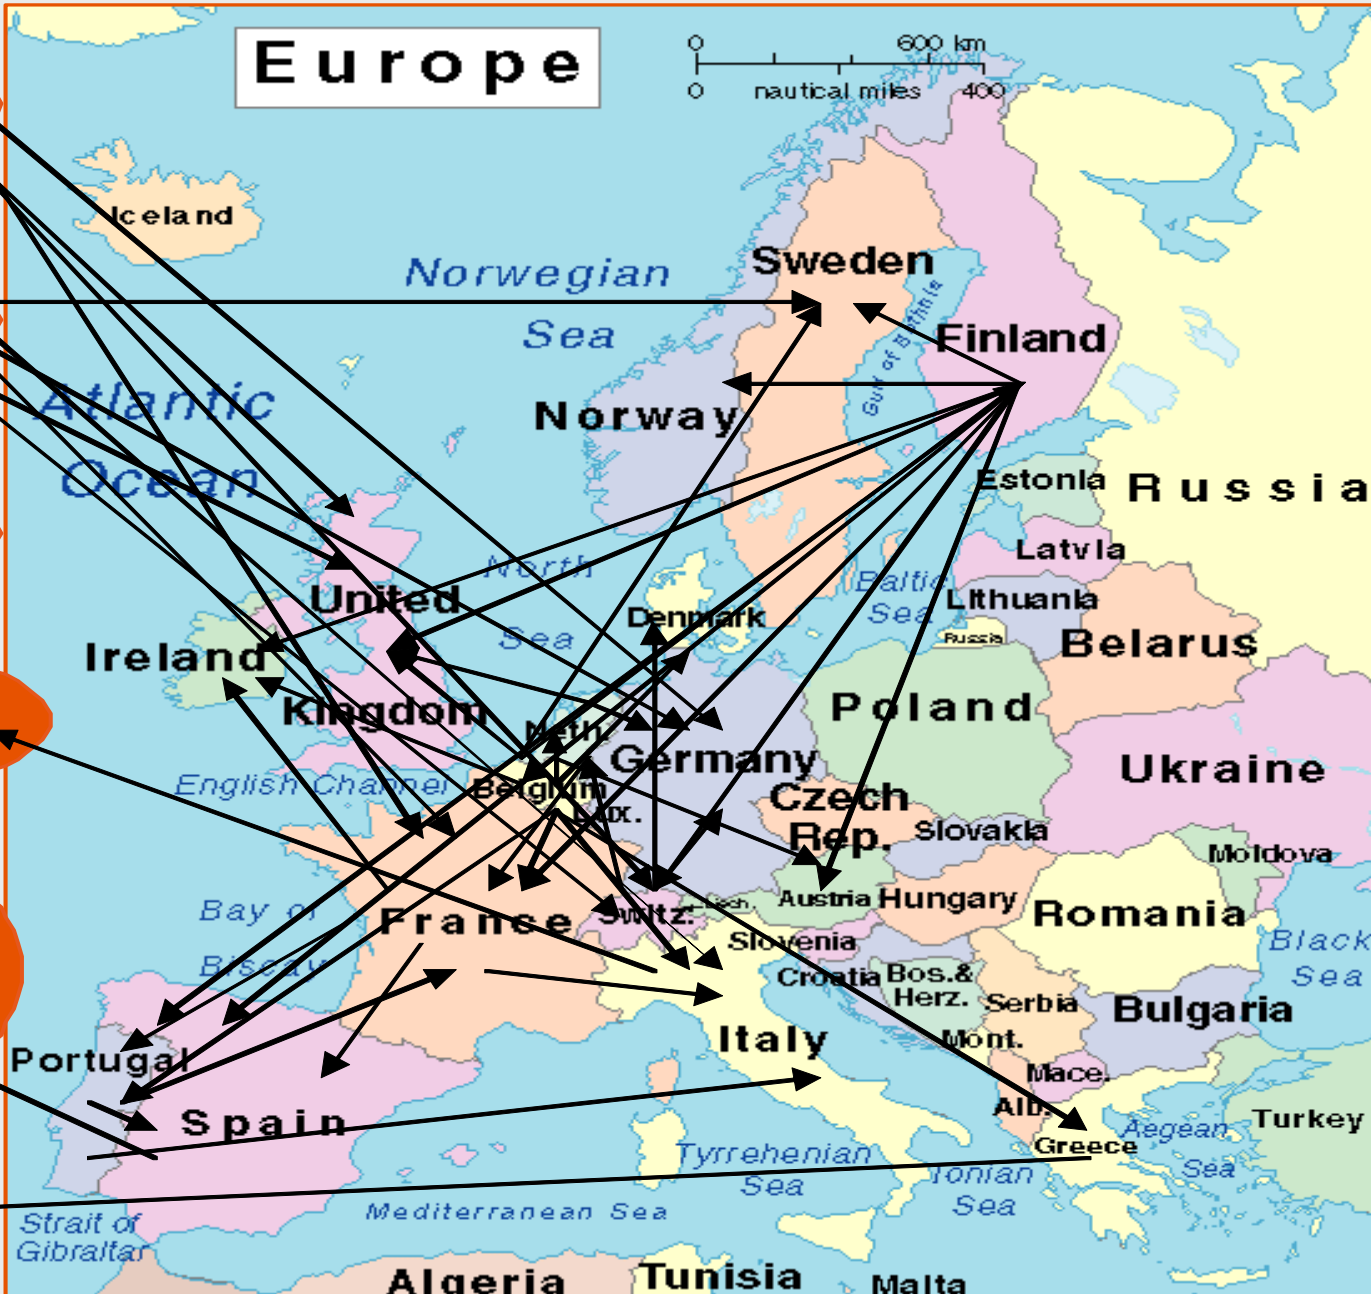 Europe
0 600 km
0 nautical miles 400
Iceland
Norwegian
Sea
Sweden
Gulf of Bothnia
Finland
Atlantic
Ocean
Norway
Estonia
Russia
Latvia
North
Sea
Baltic
Sea
Lithuania
United
Kingdom
Denmark
Russia
Belarus
Ireland
Poland
Neth.
Germany
Ukraine
English Channel
Belgium
Lux.
Czech
Rep.
Slovakia
Moldova
Bay of
Biscay
France
Switz.
Liech.
Austria
Hungary
Romania
Slovenia
Croatia
Bos.&
Herz.
Serbia
Black
Sea
Bulgaria
Italy
Mont.
Portugal
Spain
Mace.
Alb.
Greece
Aegean
Sea
Turkey
Tyrrehenian
Sea
Ionian
Sea
Mediterranean Sea
Strait of
Gibraltar
Algeria
Tunisia
Malta